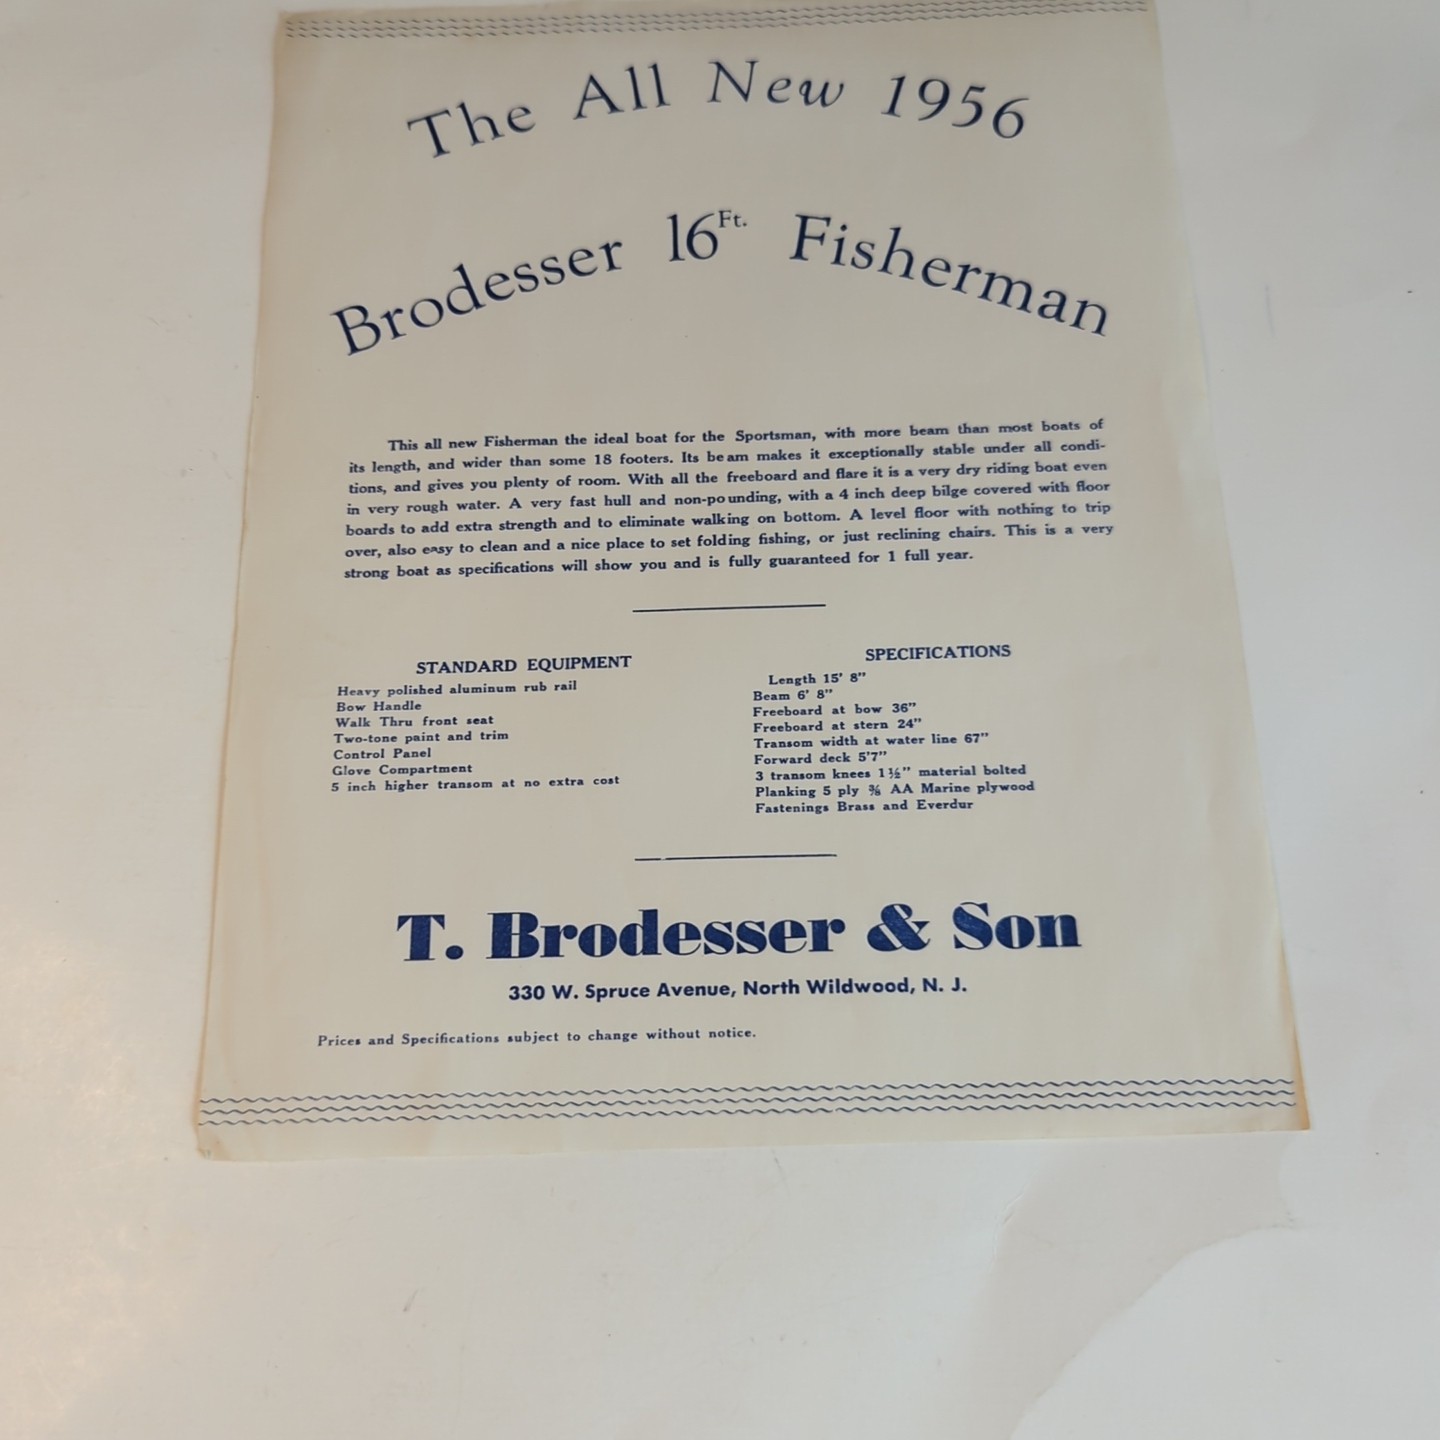 The All New 1956
Brodesser 16 Ft. Fisherman
This all new Fisherman the ideal boat for the Sportsman, with more beam than most boats of
its length, and wider than some 18 footers. Its beam makes it exceptionally stable under all condi-
tions, and gives you plenty of room. With all the freeboard and flare it is a very dry riding boat even
in very rough water. A very fast hull and non-pounding, with a 4 inch deep bilge covered with floor
boards to add extra strength and to eliminate walking on bottom. A level floor with nothing to trip
over, also easy to clean and a nice place to set folding fishing, or just reclining chairs. This is a very
strong boat as specifications will show you and is fully guaranteed for 1 full year.
STANDARD EQUIPMENT
Heavy polished aluminum rub rail
Bow Handle
Walk Thru front seat
Two-tone paint and trim
Control Panel
Glove Compartment
5 inch higher transom at no extra cost
SPECIFICATIONS
Length 15' 8"
Beam 6' 8"
Freeboard at bow 36"
Freeboard at stern 24"
Transom width at water line 67"
Forward deck 5'7"
3 transom knees 1½" material bolted
Planking 5 ply ⅜ AA Marine plywood
Fastenings Brass and Everdur
T. Brodesser & Son
330 W. Spruce Avenue, North Wildwood, N. J.
Prices and Specifications subject to change without notice.